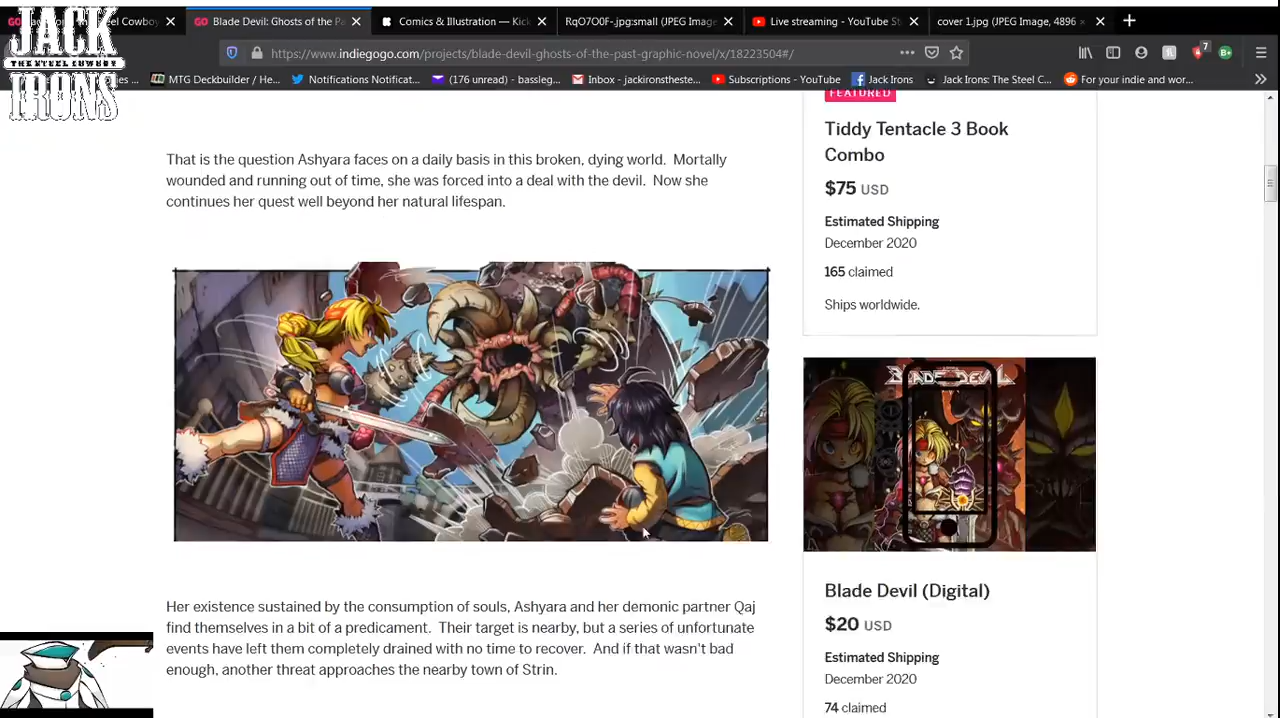 JACK
THE STEEL COWBOY
IRONS
Steel Cowboy
Blade Devil: Ghosts of the Pa
Comics & Illustration — Kick
RqO7O0F-.jpg:small (JPEG Imag
Live streaming - YouTube St
cover 1.jpg (JPEG Image, 4896
https://www.indiegogo.com/projects/blade-devil-ghosts-of-the-past-graphic-novel/x/18223504#/
7
MTG Deckbuilder / He...
Notifications Notificat...
(176 unread) - bassleg...
Inbox - jackironsthe...
Subscriptions - YouTube
Jack Irons
Jack Irons: The Steel C...
For your indie and wor...
That is the question Ashyara faces on a daily basis in this broken, dying world. Mortally
wounded and running out of time, she was forced into a deal with the devil. Now she
continues her quest well beyond her natural lifespan.
Her existence sustained by the consumption of souls, Ashyara and her demonic partner Qaj
find themselves in a bit of a predicament. Their target is nearby, but a series of unfortunate
events have left them completely drained with no time to recover. And if that wasn't bad
enough, another threat approaches the nearby town of Strin.
FEATURED
Tiddy Tentacle 3 Book
Combo
$75 USD
Estimated Shipping
December 2020
165 claimed
Ships worldwide.
BLADE DEVIL
Blade Devil (Digital)
$20 USD
Estimated Shipping
December 2020
74 claimed